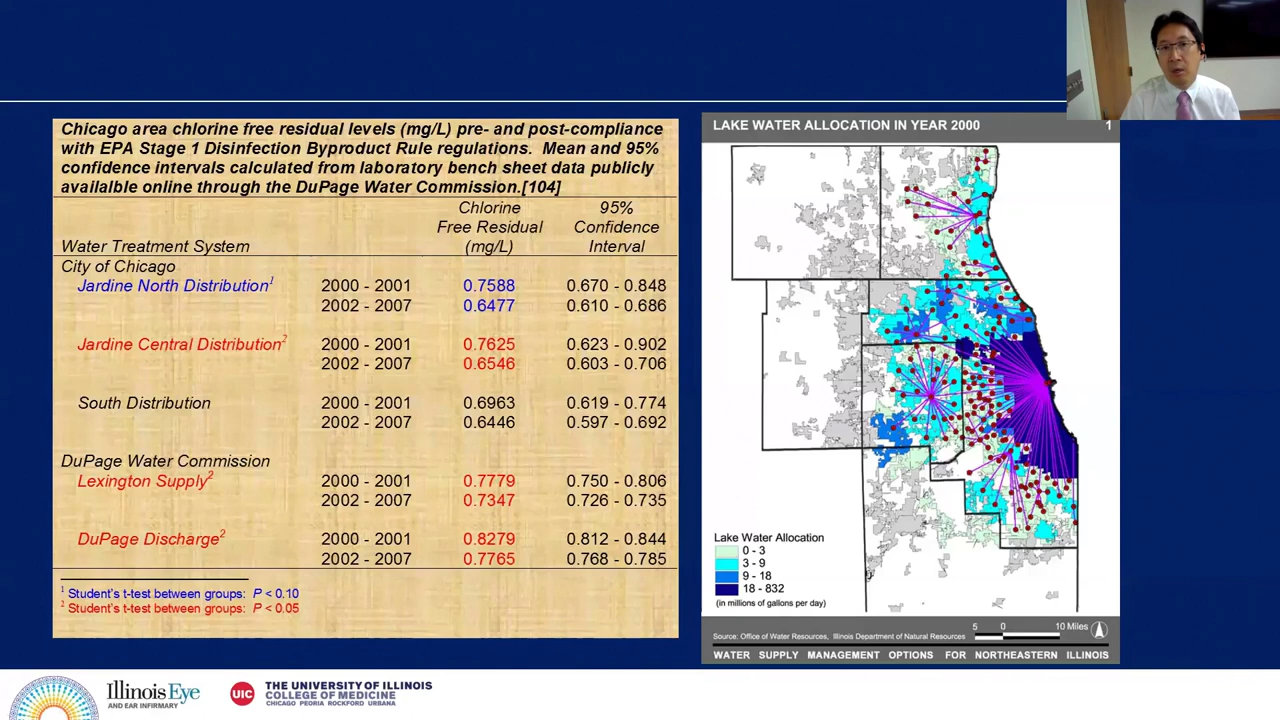 Chicago area chlorine free residual levels (mg/L) pre- and post-compliance
with EPA Stage 1 Disinfection Byproduct Rule regulations. Mean and 95%
confidence intervals calculated from laboratory bench sheet data publicly
availalble online through the DuPage Water Commission.[104]
Chlorine 95%
Free Residual Confidence
Water Treatment System (mg/L) Interval
City of Chicago
Jardine North Distribution1 2000 - 2001 0.7588 0.670 - 0.848
2002 - 2007 0.6477 0.610 - 0.686
Jardine Central Distribution2 2000 - 2001 0.7625 0.623 - 0.902
2002 - 2007 0.6546 0.603 - 0.706
South Distribution 2000 - 2001 0.6963 0.619 - 0.774
2002 - 2007 0.6446 0.597 - 0.692
DuPage Water Commission
Lexington Supply2 2000 - 2001 0.7779 0.750 - 0.806
2002 - 2007 0.7347 0.726 - 0.735
DuPage Discharge2 2000 - 2001 0.8279 0.812 - 0.844
2002 - 2007 0.7765 0.768 - 0.785
1 Student's t-test between groups: P < 0.10
2 Student's t-test between groups: P < 0.05
LAKE WATER ALLOCATION IN YEAR 2000 1
Lake Water Allocation
0 - 3
3 - 9
9 - 18
18 - 832
(in millions of gallons per day)
5 0 10 Miles
Source: Office of Water Resources, Illinois Department of Natural Resources
WATER SUPPLY MANAGEMENT OPTIONS FOR NORTHEASTERN ILLINOIS
Illinois Eye
AND EAR INFIRMARY
UIC
THE UNIVERSITY OF ILLINOIS
COLLEGE OF MEDICINE
CHICAGO PEORIA ROCKFORD URBANA